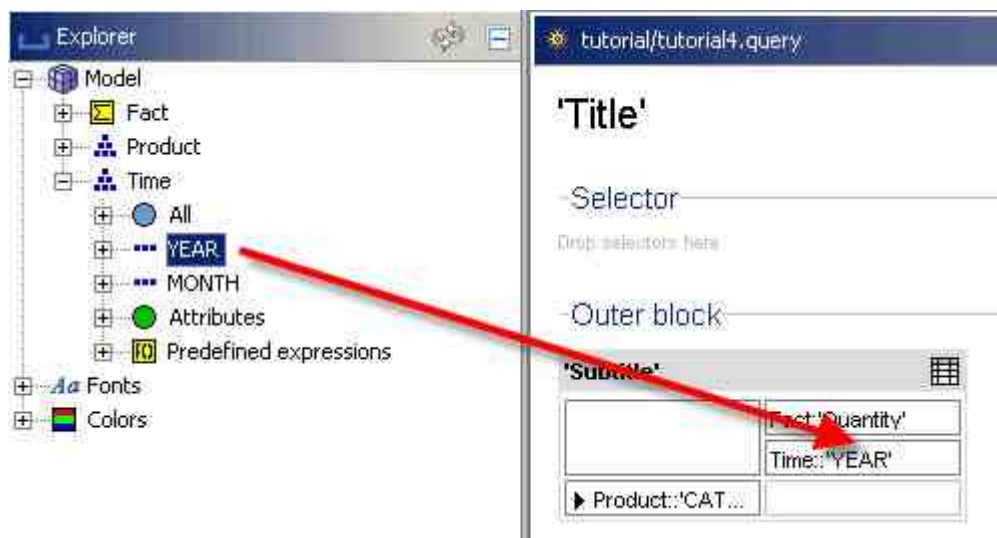 Explorer
Model
Fact
Product
Time
All
YEAR
MONTH
Attributes
F()
Predefined expressions
Aa Fonts
Colors
tutorial/tutorial4.query
'Title'
Selector
Drop selectors here
Outer block
'Subtitle'
Fact:'Quantity'
Time::'YEAR'
Product::'CAT...